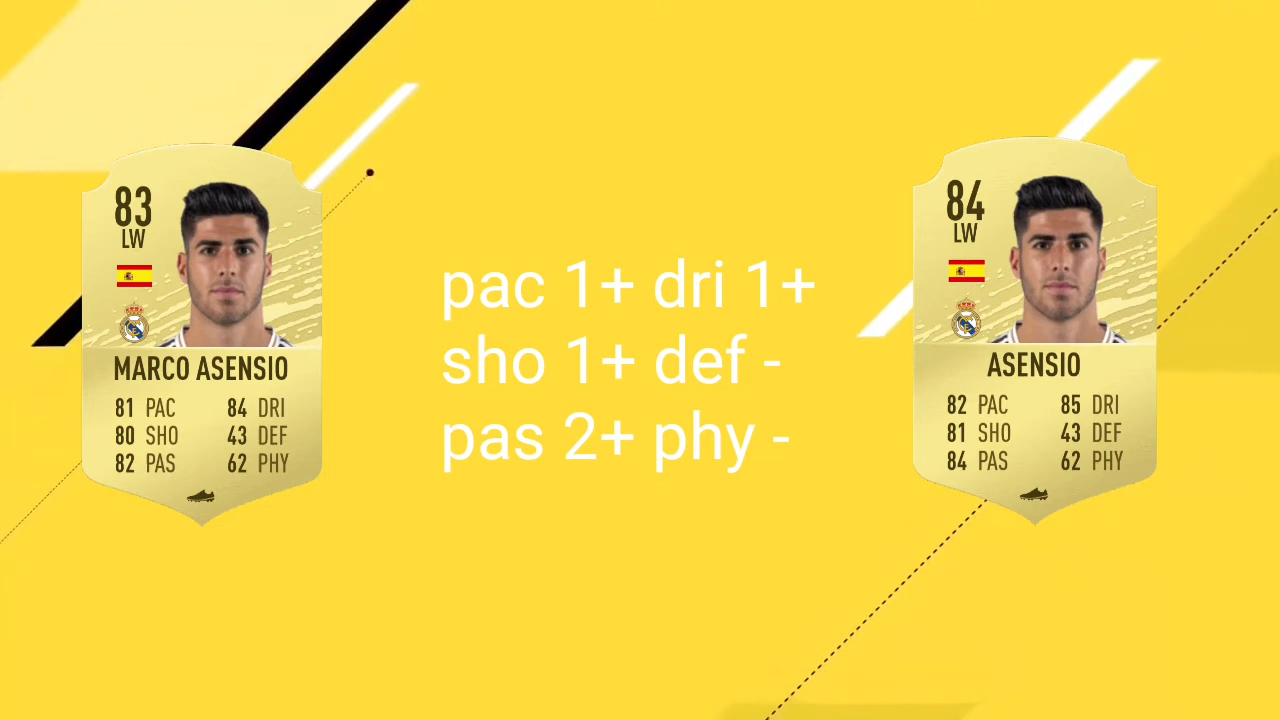 83
LW
MARCO ASENSIO
81 PAC 84 DRI
80 SHO 43 DEF
82 PAS 62 PHY
pac 1+ dri 1+
sho 1+ def -
pas 2+ phy -
84
LW
ASENSIO
82 PAC 85 DRI
81 SHO 43 DEF
84 PAS 62 PHY